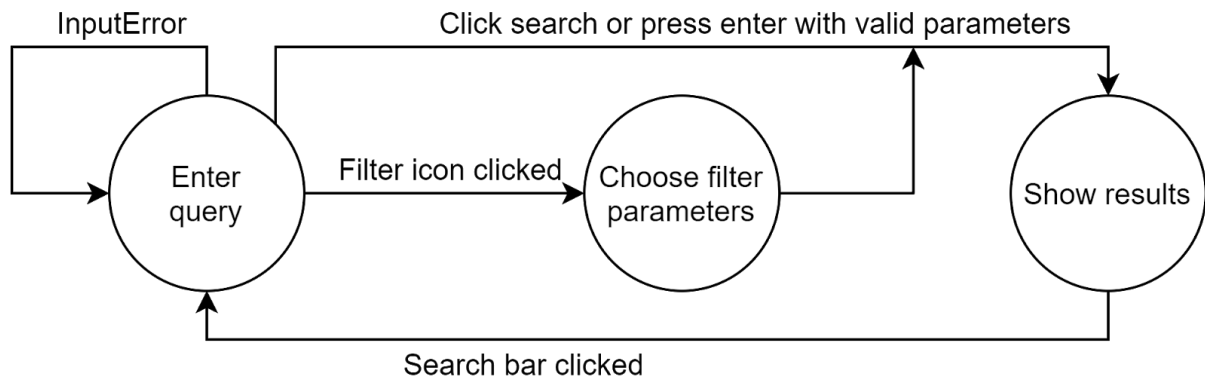 InputError
Click search or press enter with valid parameters
Enter
query
Filter icon clicked
Choose filter
parameters
Show results
Search bar clicked